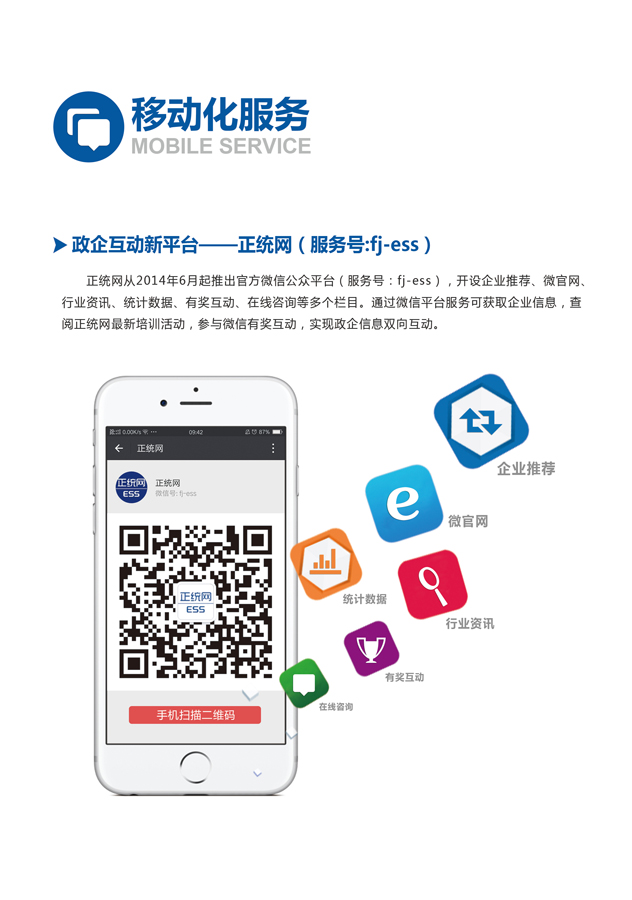 移动化服务
MOBILE SERVICE
政企互动新平台——正统网（服务号:fj-ess）
正统网从2014年6月起推出官方微信公众平台（服务号：fj-ess），开设企业推荐、微官网、
行业资讯、统计数据、有奖互动、在线咨询等多个栏目。通过微信平台服务可获取企业信息，查
阅正统网最新培训活动，参与微信有奖互动，实现政企信息双向互动。
0.00K/s
09:42
87%
正统网
正统网
ESS
正统网
微信号: fj-ess
正统网
ESS
手机扫描二维码
企业推荐
e
微官网
统计数据
行业资讯
有奖互动
在线咨询